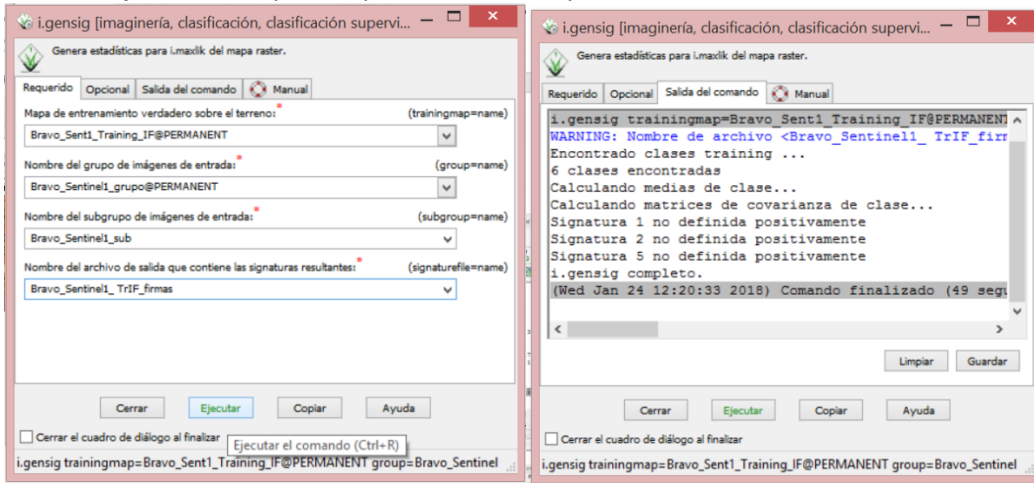 i.gensig [imaginería, clasificación, clasificación supervi...
Genera estadísticas para i.maxlik del mapa raster.
Requerido Opcional Salida del comando Manual
Mapa de entrenamiento verdadero sobre el terreno:* (trainingmap=name)
Bravo_Sent1_Training_IF@PERMANENT
Nombre del grupo de imágenes de entrada:* (group=name)
Bravo_Sentinel1_grupo@PERMANENT
Nombre del subgrupo de imágenes de entrada:* (subgroup=name)
Bravo_Sentinel1_sub
Nombre del archivo de salida que contiene las signaturas resultantes:* (signaturefile=name)
Bravo_Sentinel1_ TrIF_firmas
Cerrar Ejecutar Copiar Ayuda
Cerrar el cuadro de diálogo al finalizar
Ejecutar el comando (Ctrl+R)
i.gensig trainingmap=Bravo_Sent1_Training_IF@PERMANENT group=Bravo_Sentinel
i.gensig [imaginería, clasificación, clasificación supervi...
Genera estadísticas para i.maxlik del mapa raster.
Requerido Opcional Salida del comando Manual
i.gensig trainingmap=Bravo_Sent1_Training_IF@PERMANENT
WARNING: Nombre de archivo <Bravo_Sentinel1_ TrIF_firm
Encontrado clases training ...
6 clases encontradas
Calculando medias de clase...
Calculando matrices de covarianza de clase...
Signatura 1 no definida positivamente
Signatura 2 no definida positivamente
Signatura 5 no definida positivamente
i.gensig completo.
(Wed Jan 24 12:20:33 2018) Comando finalizado (49 segu
Limpiar Guardar
Cerrar Ejecutar Copiar Ayuda
Cerrar el cuadro de diálogo al finalizar
i.gensig trainingmap=Bravo_Sent1_Training_IF@PERMANENT group=Bravo_Sentinel